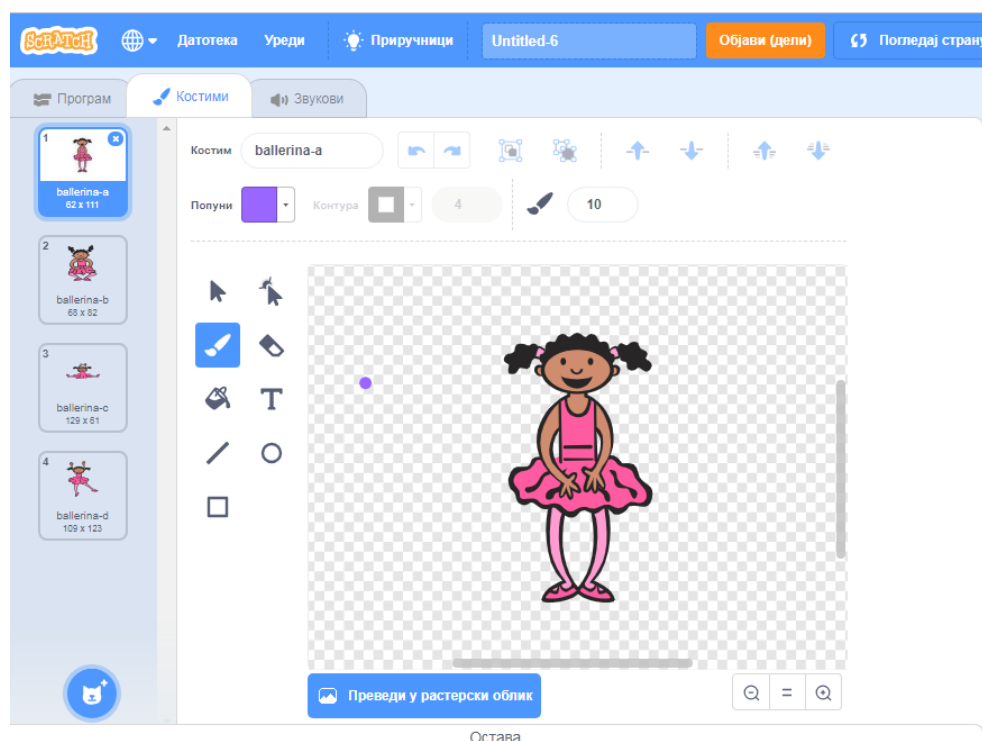 SCRATCH Датотека Уреди Приручници Untitled-6 Објави (дели) Погледај страну
Програм Костими Звукови
1
ballerina-a
62 x 111
2
ballerina-b
68 x 82
3
ballerina-c
129 x 61
4
ballerina-d
109 x 123
Костим ballerina-a
Попуни Контура 4 10
T
Преведи у растерски облик
Остава